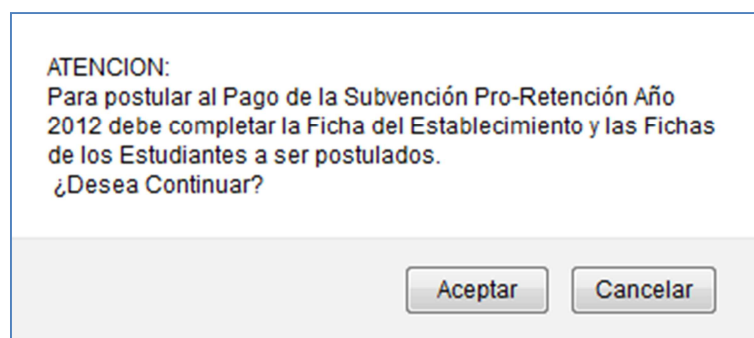 ATENCION:
Para postular al Pago de la Subvención Pro-Retención Año
2012 debe completar la Ficha del Establecimiento y las Fichas
de los Estudiantes a ser postulados.
¿Desea Continuar?
Aceptar
Cancelar